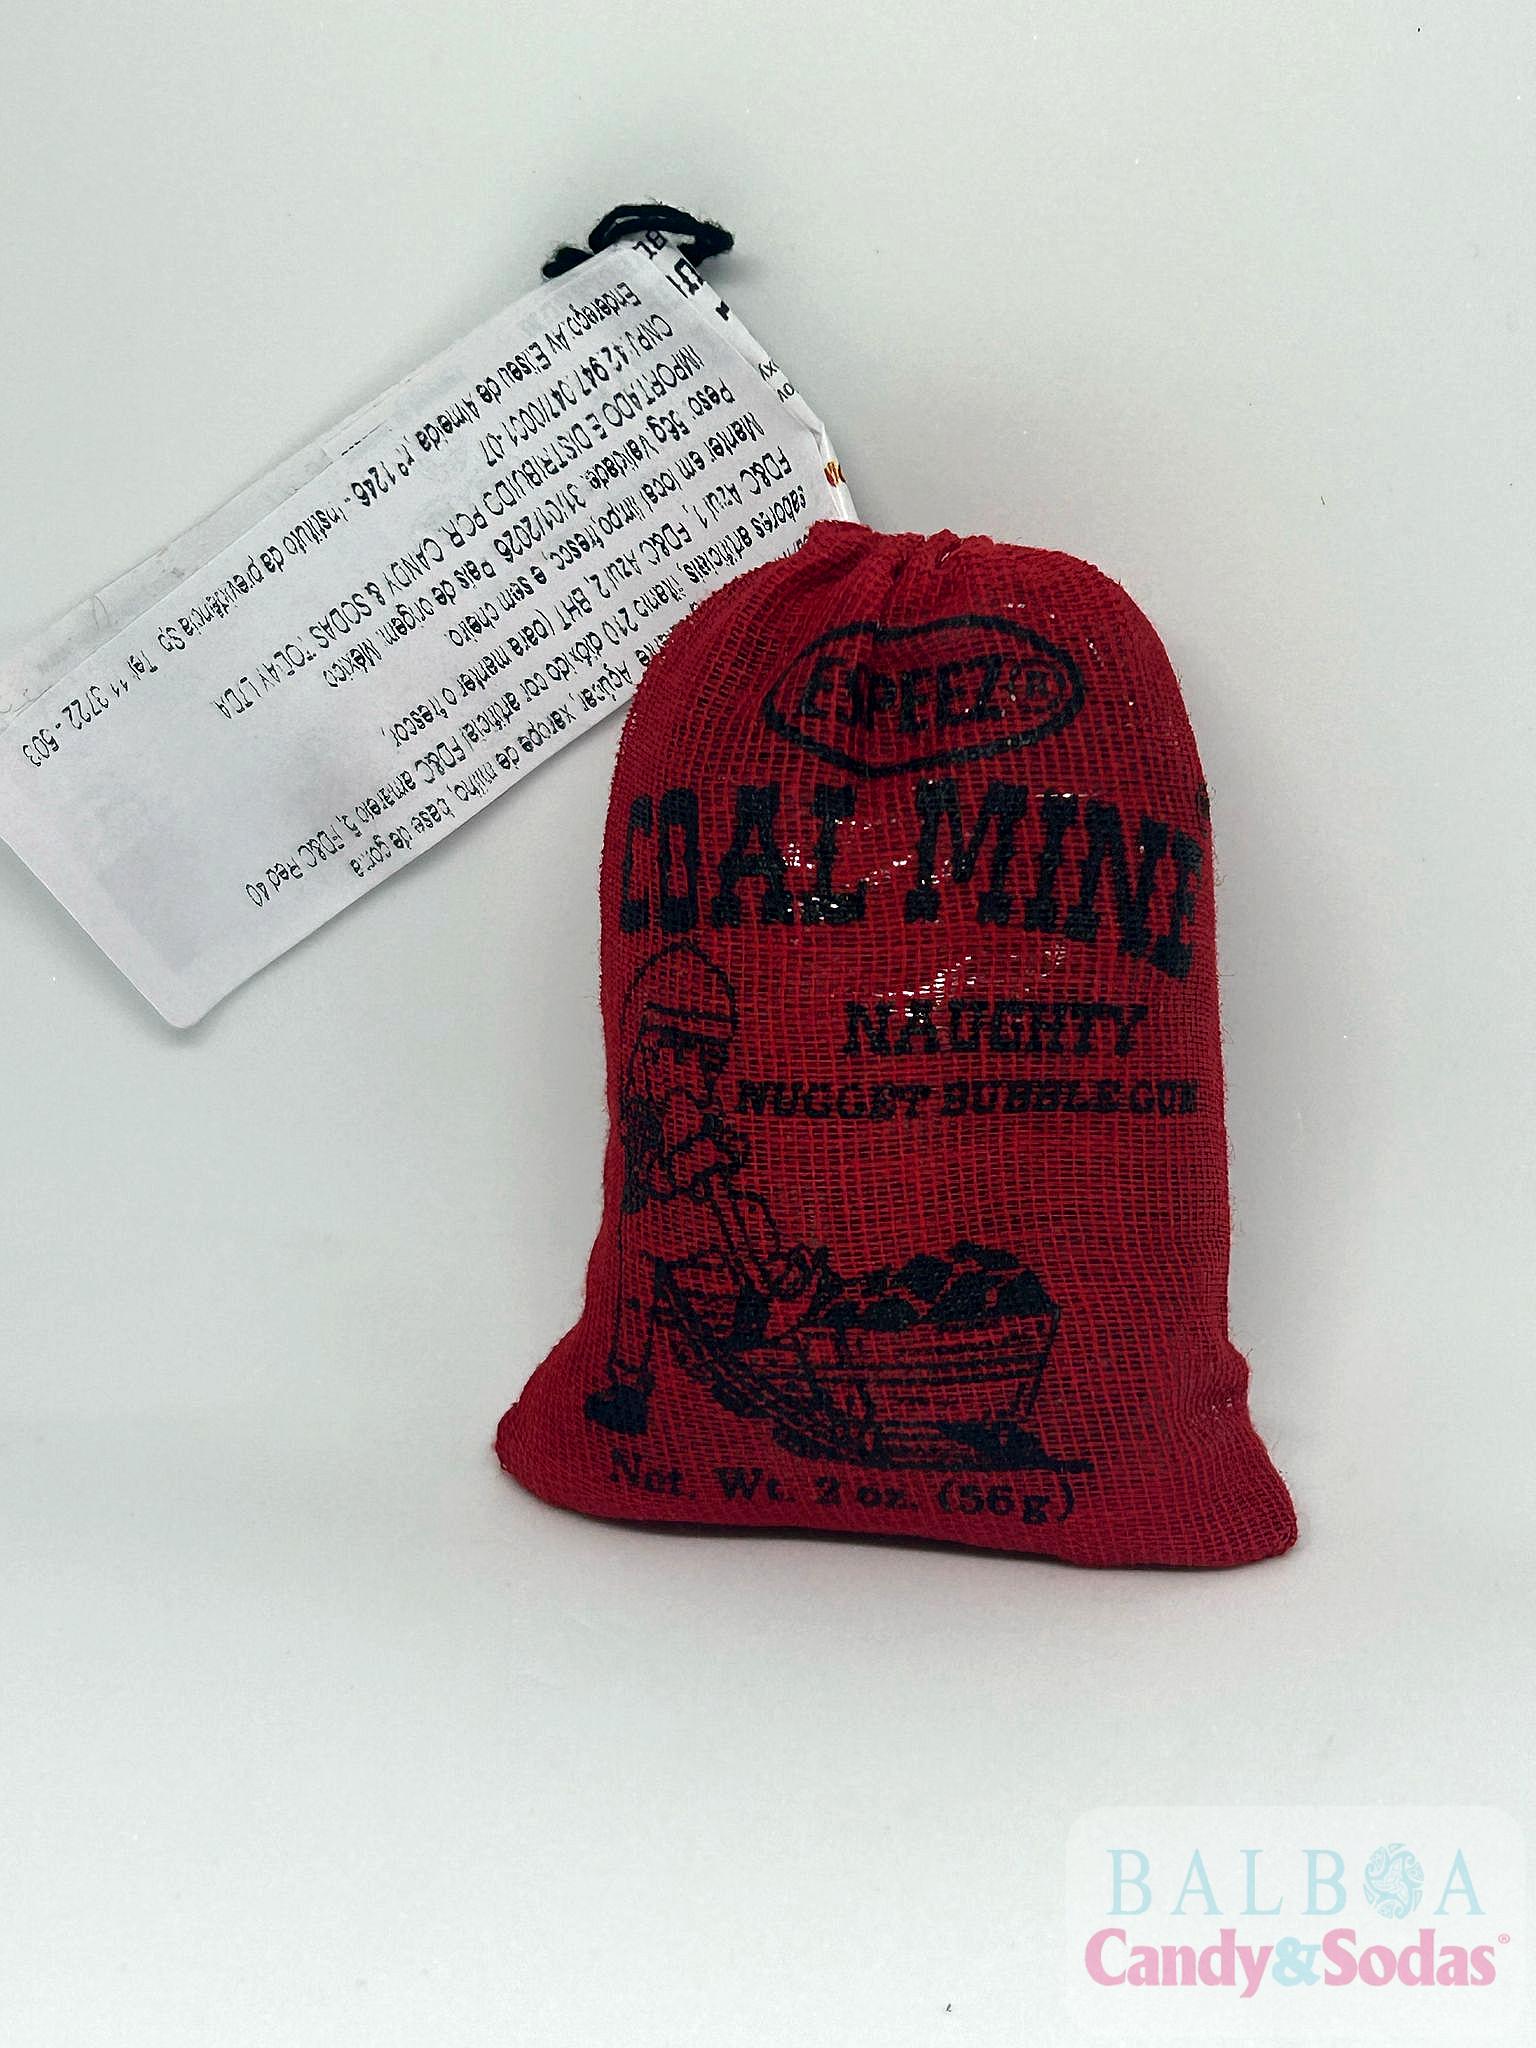 ESPEEZ(R)
COAL MINE
NAUGHTY
NUGGET BUBBLE GUM
Net. Wt. 2 oz. (56g)
Açúcar, xarope de milho, base de goma
sabores artificiais, titanio 210 dióxido cor artificial FD&C amarelo 5, FD&C Red 40
FD&C Azul 1, FD&C Azul 2, BHT (para manter o frescor,
Manter em local limpo, fresco, e sem cheiro.
Peso: 56g Validade: 31/01/2026 Pais de origem: México
IMPORTADO E DISTRIBUIDO POR: CANDY & SODAS TODAY LTDA
CNPJ 42.947.047/0001-07
Endereço: AV Eliseu de Almeida n.º 1246 - Instituto da previdência Sp Tel 11 3722 - 503
BALBOA
Candy&Sodas®